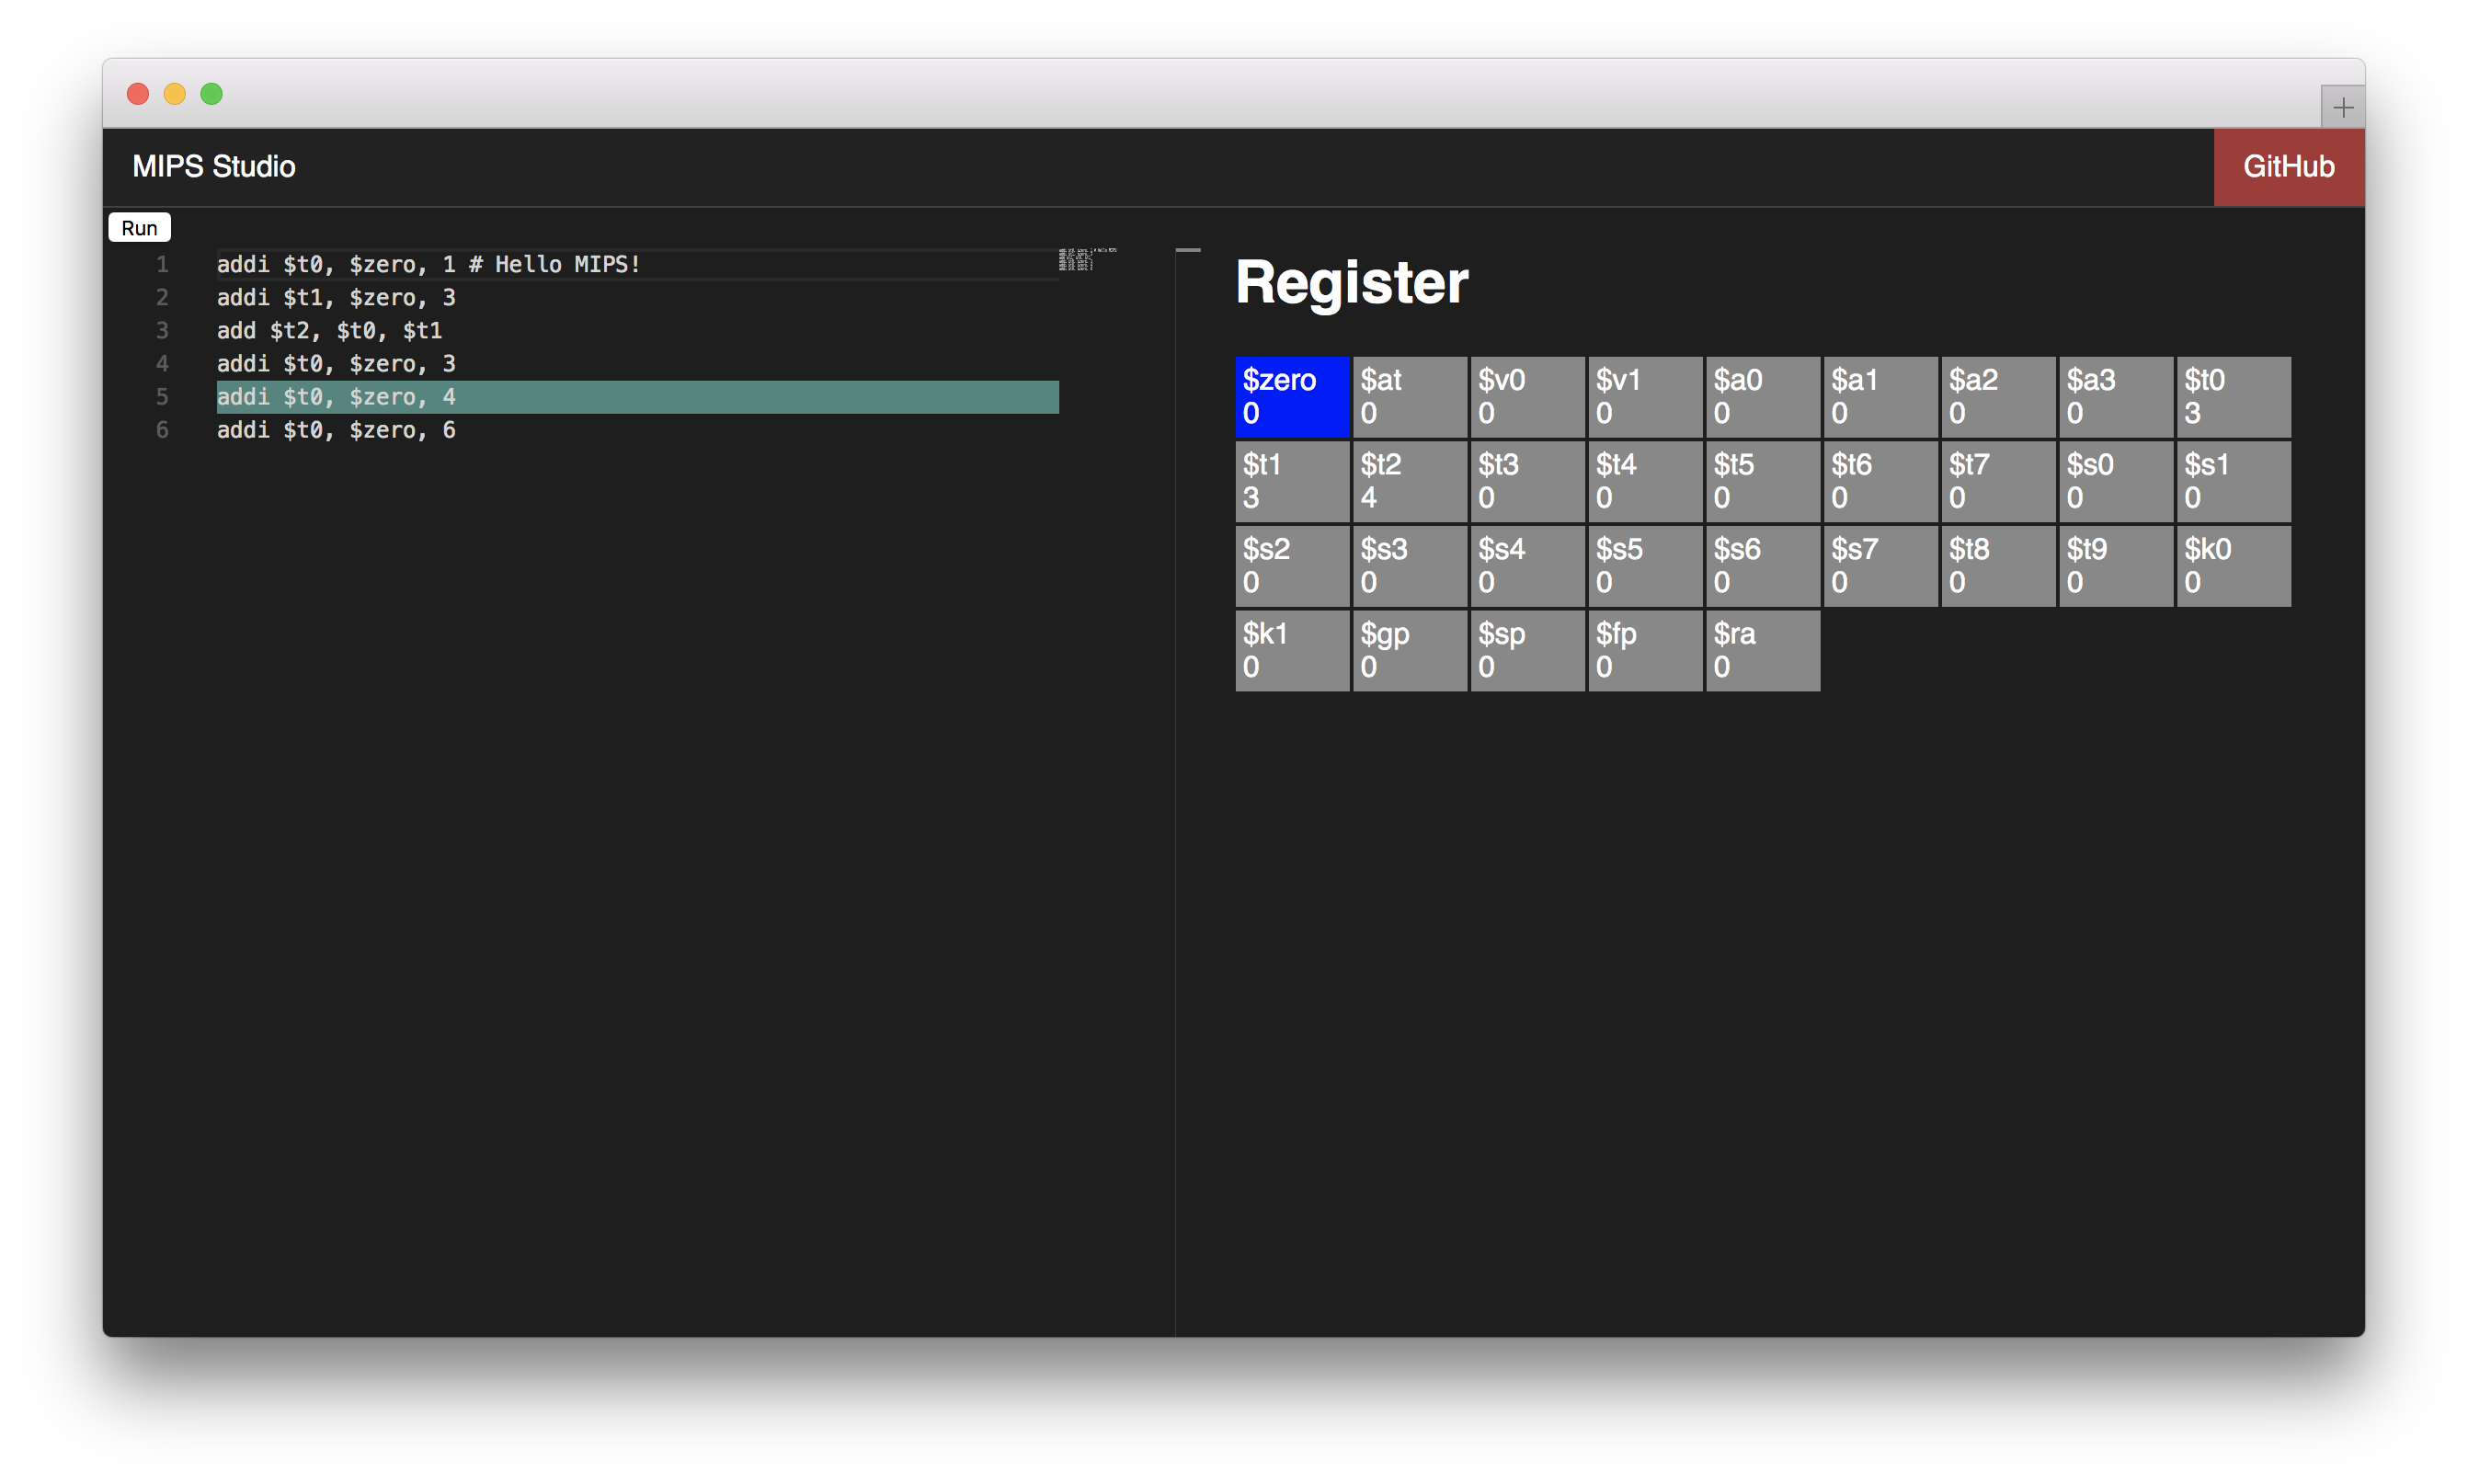 MIPS Studio
GitHub
Run
1 addi $t0, $zero, 1 # Hello MIPS!
2 addi $t1, $zero, 3
3 add $t2, $t0, $t1
4 addi $t0, $zero, 3
5 addi $t0, $zero, 4
6 addi $t0, $zero, 6
Register
$zero $at $v0 $v1 $a0 $a1 $a2 $a3 $t0
0 0 0 0 0 0 0 0 3
$t1 $t2 $t3 $t4 $t5 $t6 $t7 $s0 $s1
3 4 0 0 0 0 0 0 0
$s2 $s3 $s4 $s5 $s6 $s7 $t8 $t9 $k0
0 0 0 0 0 0 0 0 0
$k1 $gp $sp $fp $ra
0 0 0 0 0